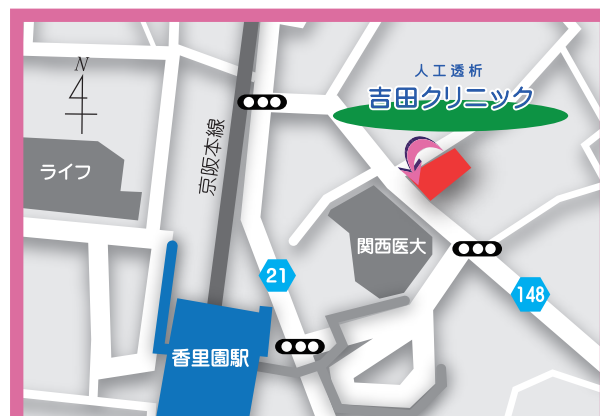 N
人工透析
吉田クリニック
京阪本線
ライフ
関西医大
21
148
香里園駅